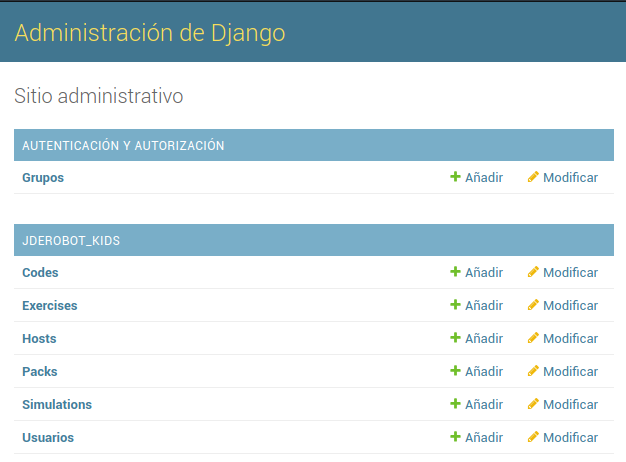 Administración de Django
Sitio administrativo
AUTENTICACIÓN Y AUTORIZACIÓN
Grupos Añadir Modificar
JDEROBOT_KIDS
Codes Añadir Modificar
Exercises Añadir Modificar
Hosts Añadir Modificar
Packs Añadir Modificar
Simulations Añadir Modificar
Usuarios Añadir Modificar